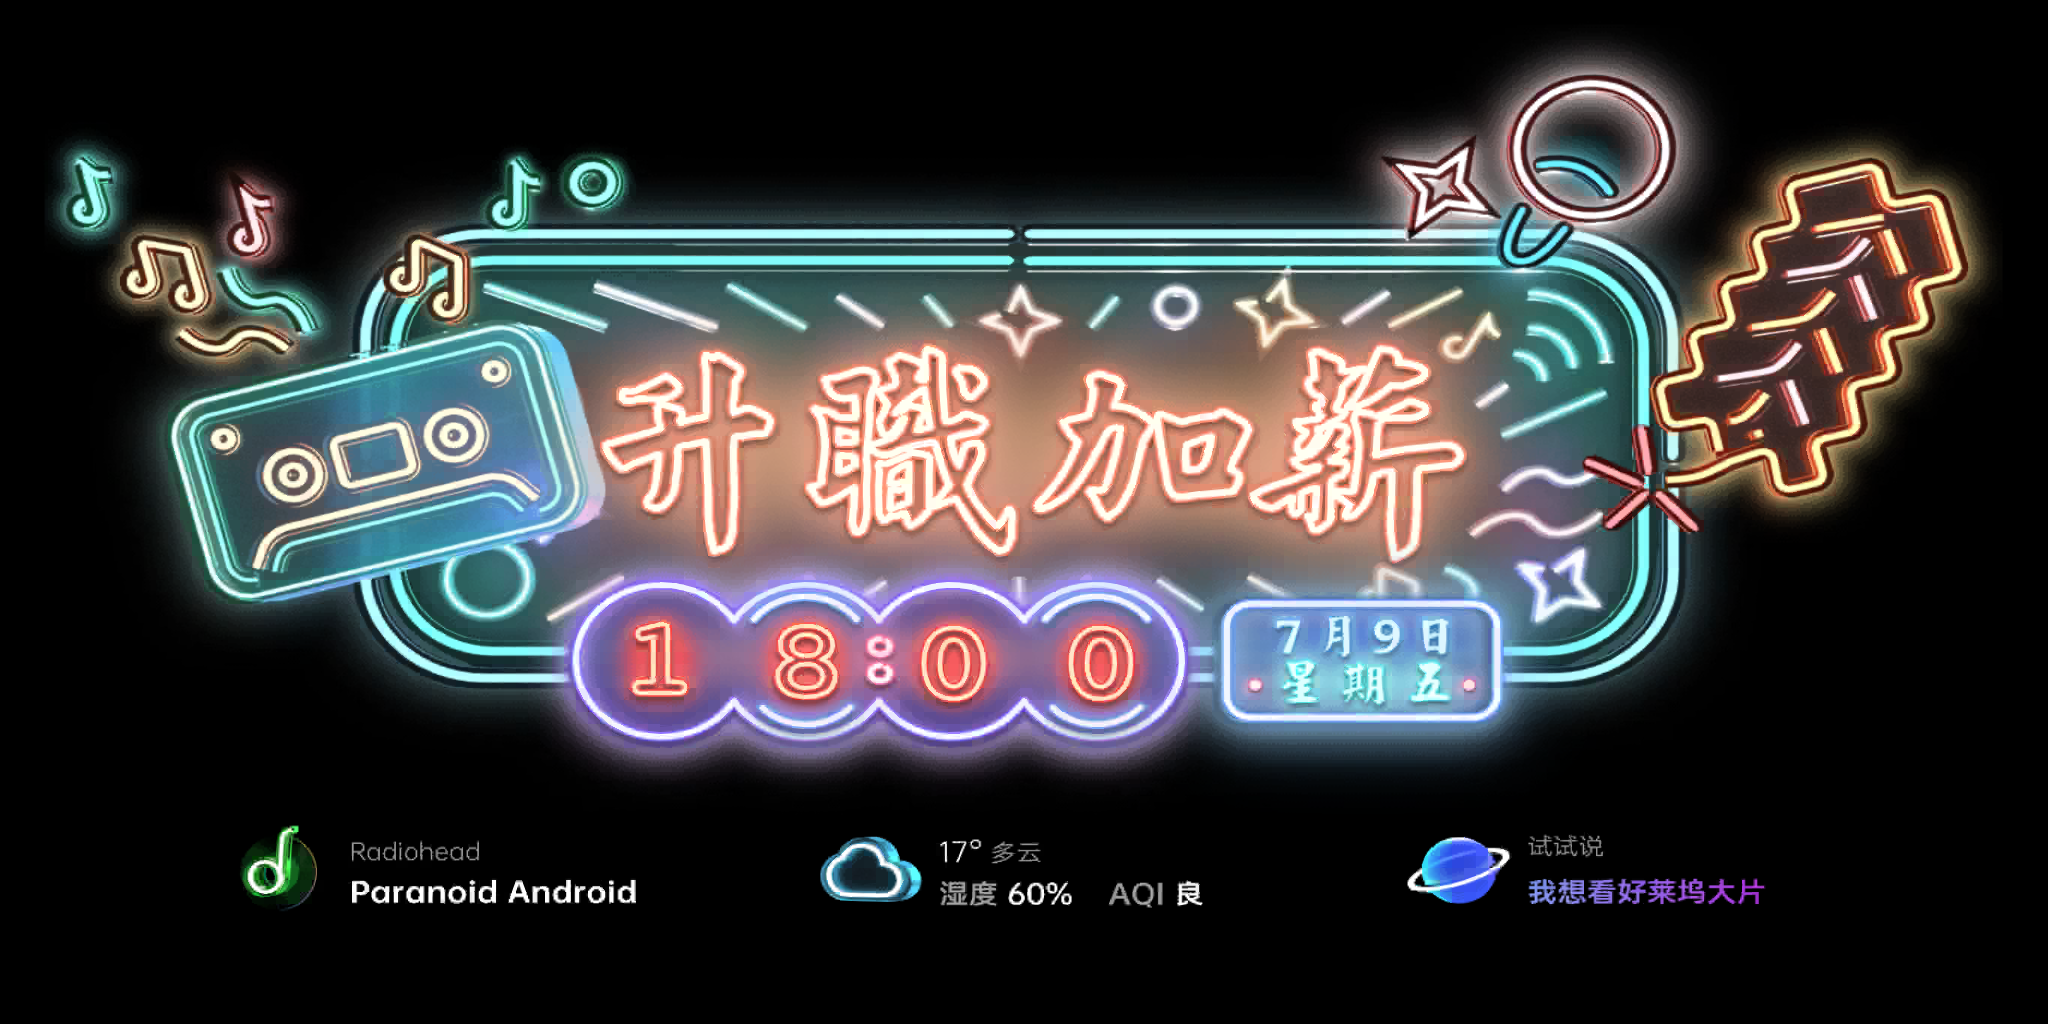 升職加薪
18:00
7月9日
星期五
Radiohead
Paranoid Android
17° 多云
湿度 60% AQI 良
试试说
我想看好莱坞大片